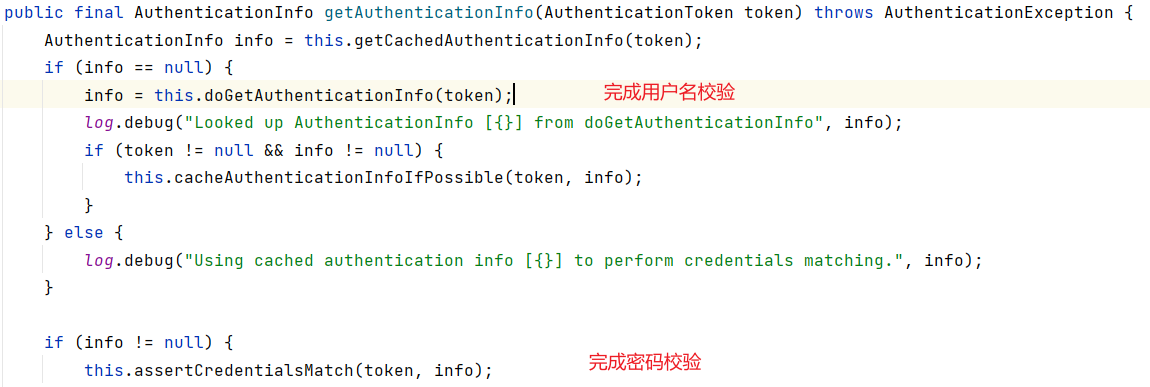 public final AuthenticationInfo getAuthenticationInfo(AuthenticationToken token) throws AuthenticationException {
    AuthenticationInfo info = this.getCachedAuthenticationInfo(token);
    if (info == null) {
        info = this.doGetAuthenticationInfo(token); 完成用户名校验
        log.debug("Looked up AuthenticationInfo [{}] from doGetAuthenticationInfo", info);
        if (token != null && info != null) {
            this.cacheAuthenticationInfoIfPossible(token, info);
        }
    } else {
        log.debug("Using cached authentication info [{}] to perform credentials matching.", info);
    }
    if (info != null) {
        this.assertCredentialsMatch(token, info); 完成密码校验